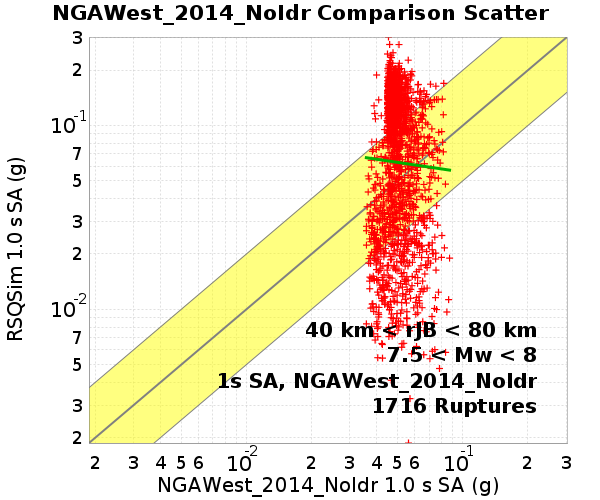 NGAWest_2014_NoIdr Comparison Scatter
3
2
10-1
7
5
3
2
10-2
7
5
3
2
RSQSim 1.0 s SA (g)
40 km < rJB < 80 km
7.5 < Mw < 8
1s SA, NGAWest_2014_NoIdr
1716 Ruptures
2 3 4 5 6 10-2 2 3 4 5 6 10-1 2 3
NGAWest_2014_NoIdr 1.0 s SA (g)